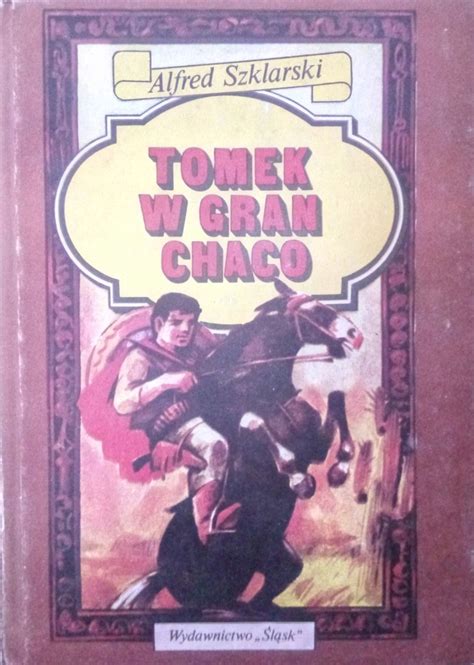 Alfred Szklarski
TOMEK
W GRAN
CHACO
Wydawnictwo „Śląsk”